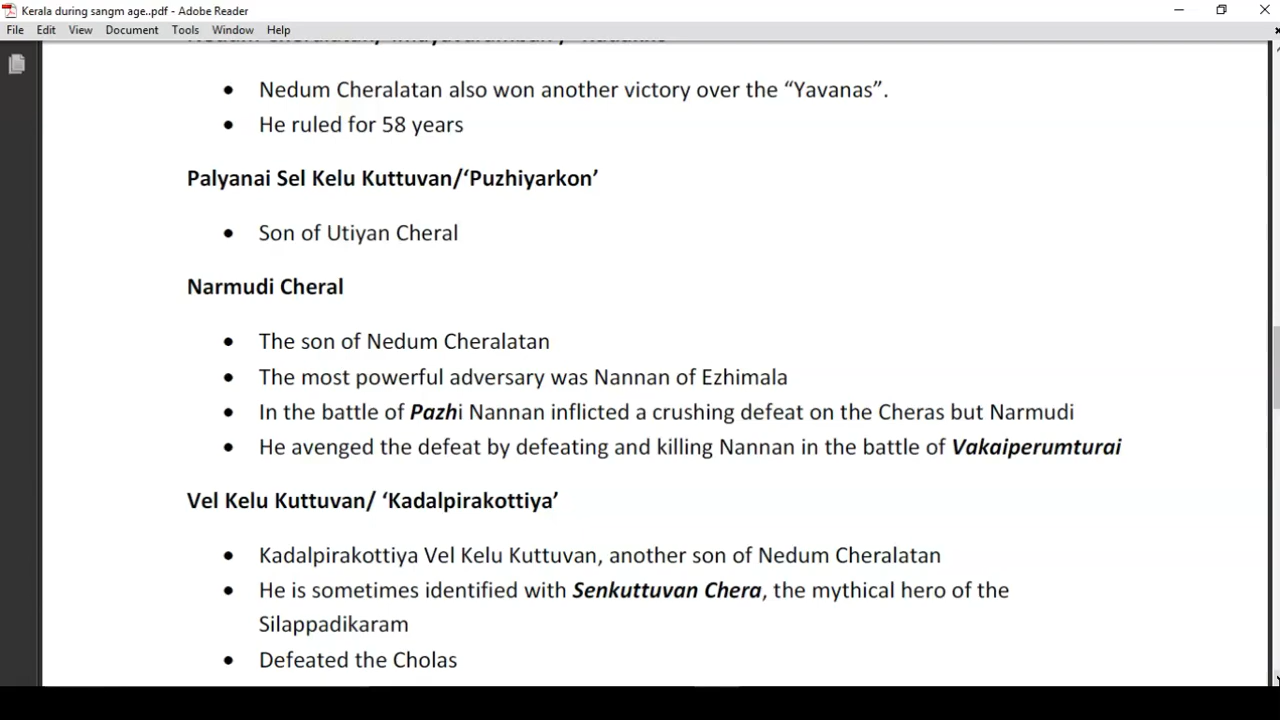 Kerala during sangm age..pdf - Adobe Reader
File Edit View Document Tools Window Help
Nedum Cheralatan also won another victory over the “Yavanas”.
He ruled for 58 years
Palyanai Sel Kelu Kuttuvan/‘Puzhiyarkon’
Son of Utiyan Cheral
Narmudi Cheral
The son of Nedum Cheralatan
The most powerful adversary was Nannan of Ezhimala
In the battle of Pazhi Nannan inflicted a crushing defeat on the Cheras but Narmudi
He avenged the defeat by defeating and killing Nannan in the battle of Vakaiperumturai
Vel Kelu Kuttuvan/ ‘Kadalpirakottiya’
Kadalpirakottiya Vel Kelu Kuttuvan, another son of Nedum Cheralatan
He is sometimes identified with Senkuttuvan Chera, the mythical hero of the
Silappadikaram
Defeated the Cholas